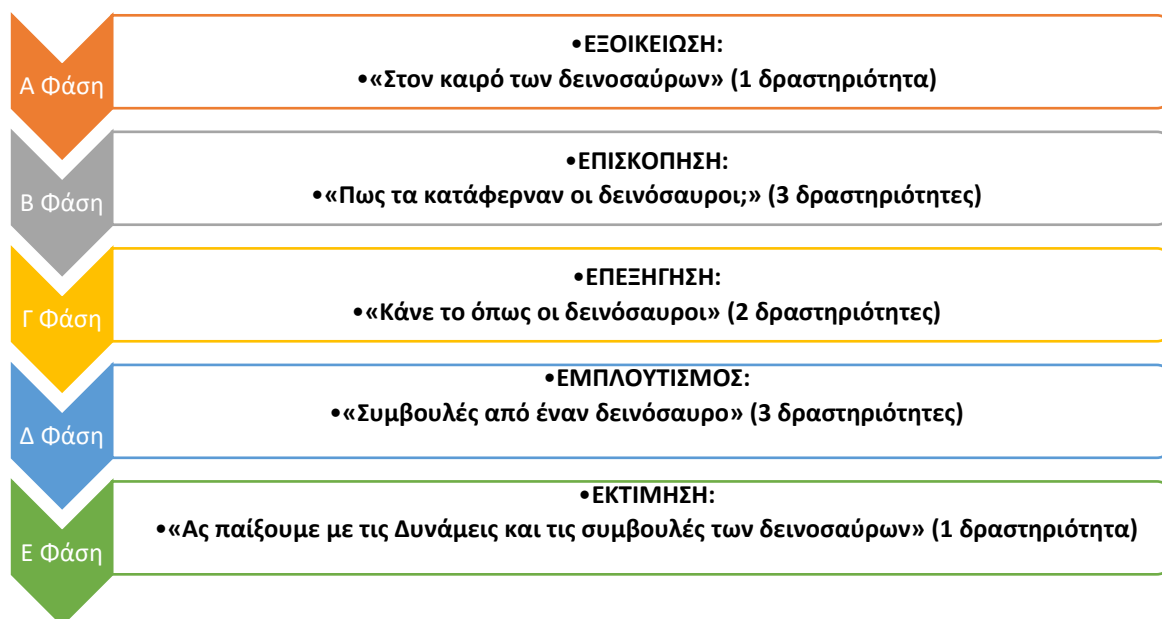 Α Φάση
•ΕΞΟΙΚΕΙΩΣΗ:
•«Στον καιρό των δεινοσαύρων» (1 δραστηριότητα)
Β Φάση
•ΕΠΙΣΚΟΠΗΣΗ:
•«Πως τα κατάφερναν οι δεινόσαυροι;» (3 δραστηριότητες)
Γ Φάση
•ΕΠΕΞΗΓΗΣΗ:
•«Κάνε το όπως οι δεινόσαυροι» (2 δραστηριότητες)
Δ Φάση
•ΕΜΠΛΟΥΤΙΣΜΟΣ:
•«Συμβουλές από έναν δεινόσαυρο» (3 δραστηριότητες)
Ε Φάση
•ΕΚΤΙΜΗΣΗ:
•«Ας παίξουμε με τις Δυνάμεις και τις συμβουλές των δεινοσαύρων» (1 δραστηριότητα)